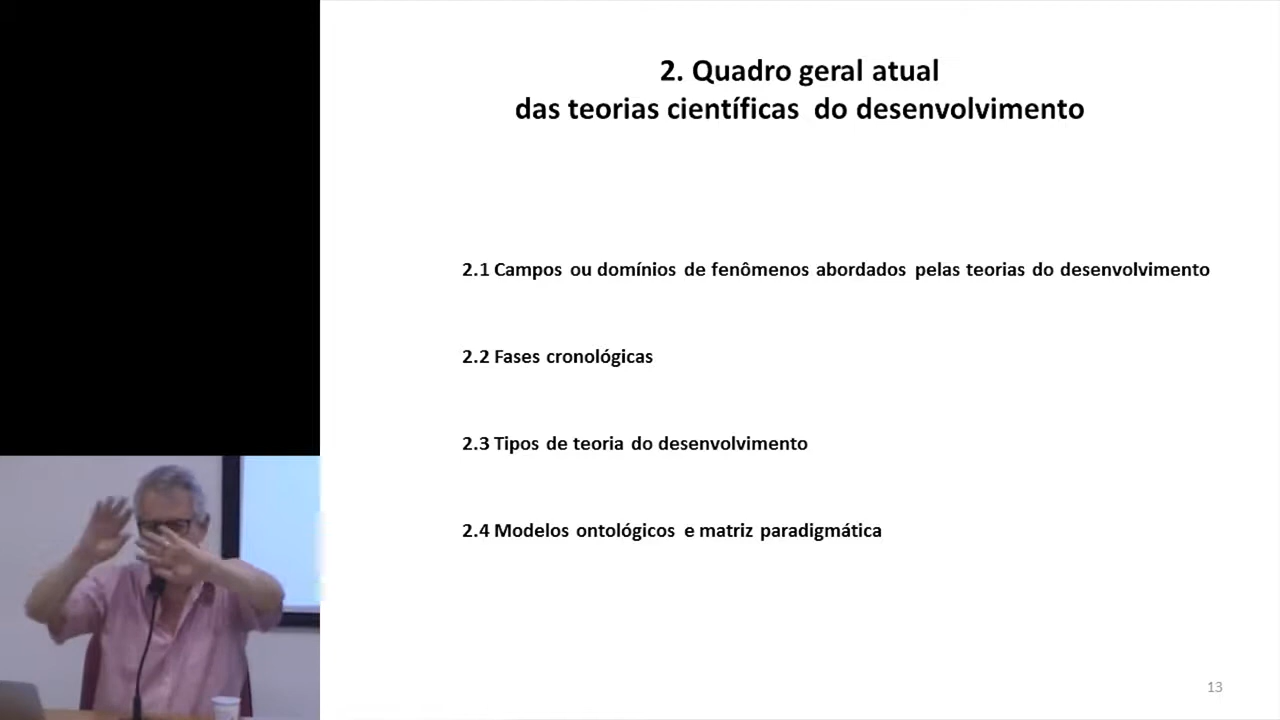 2. Quadro geral atual
das teorias científicas do desenvolvimento
2.1 Campos ou domínios de fenômenos abordados pelas teorias do desenvolvimento
2.2 Fases cronológicas
2.3 Tipos de teoria do desenvolvimento
2.4 Modelos ontológicos e matriz paradigmática
13